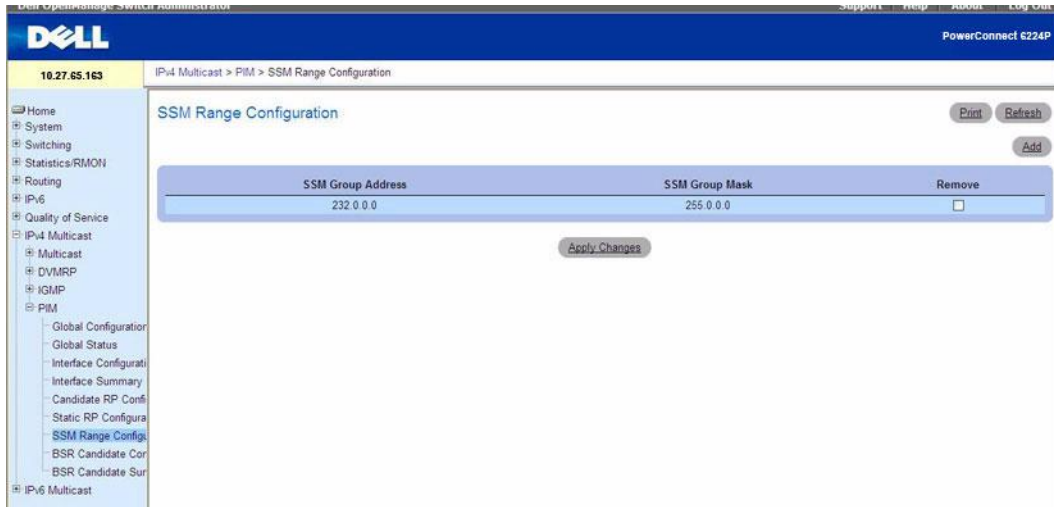 Dell OpenManage Switch Administrator
Support Help About Log Out
DELL
PowerConnect 6224P
10.27.65.163
IPv4 Multicast > PIM > SSM Range Configuration
Home
System
Switching
Statistics/RMON
Routing
IPv6
Quality of Service
IPv4 Multicast
Multicast
DVMRP
IGMP
PIM
Global Configuration
Global Status
Interface Configurati
Interface Summary
Candidate RP Confi
Static RP Configura
SSM Range Configu
BSR Candidate Cor
BSR Candidate Sur
IPv6 Multicast
SSM Range Configuration
Print Refresh
Add
SSM Group Address SSM Group Mask Remove
232.0.0.0 255.0.0.0
Apply Changes